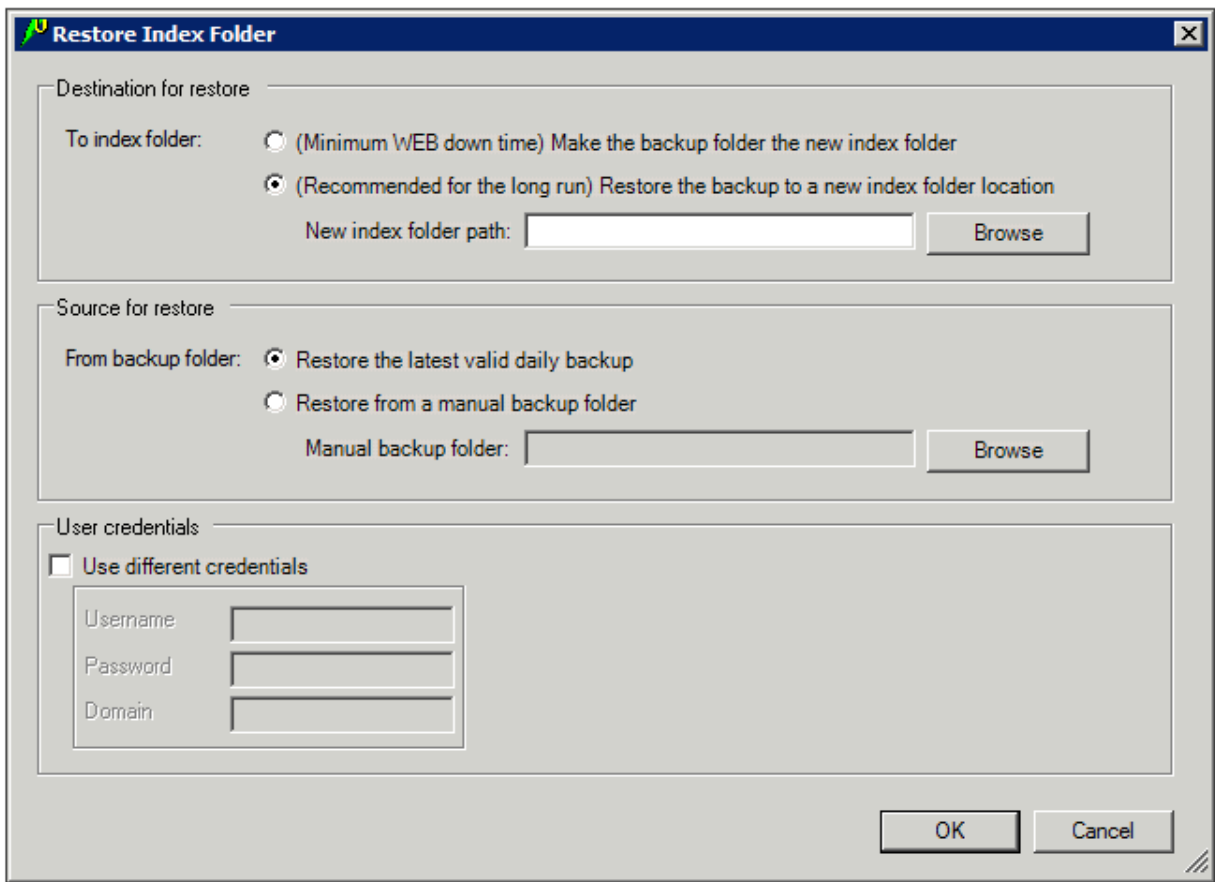 Restore Index Folder
Destination for restore
To index folder: (Minimum WEB down time) Make the backup folder the new index folder
(Recommended for the long run) Restore the backup to a new index folder location
New index folder path: Browse
Source for restore
From backup folder: Restore the latest valid daily backup
Restore from a manual backup folder
Manual backup folder: Browse
User credentials
Use different credentials
Username
Password
Domain
OK Cancel